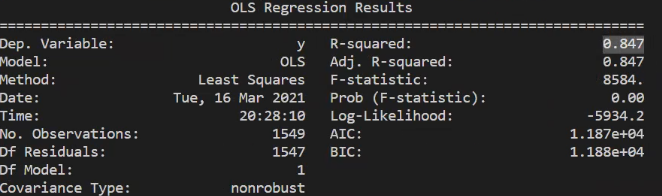 OLS Regression Results
==============================================================================
Dep. Variable: y R-squared: 0.847
Model: OLS Adj. R-squared: 0.847
Method: Least Squares F-statistic: 8584.
Date: Tue, 16 Mar 2021 Prob (F-statistic): 0.00
Time: 20:28:10 Log-Likelihood: -5934.2
No. Observations: 1549 AIC: 1.187e+04
Df Residuals: 1547 BIC: 1.188e+04
Df Model: 1
Covariance Type: nonrobust